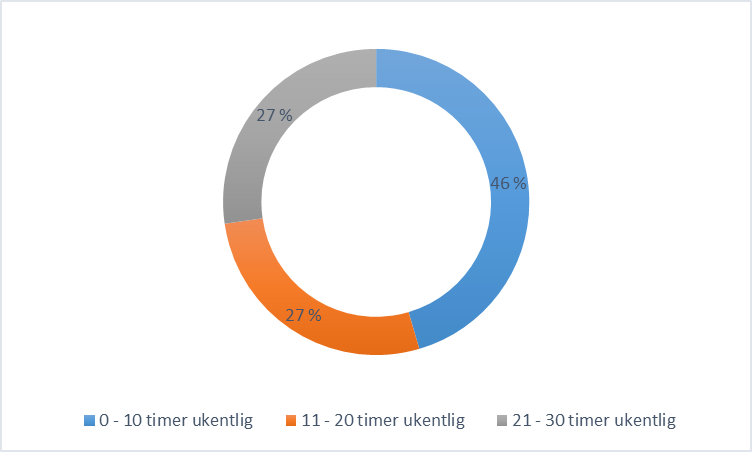 27 %
46 %
27 %
0 - 10 timer ukentlig
11 - 20 timer ukentlig
21 - 30 timer ukentlig